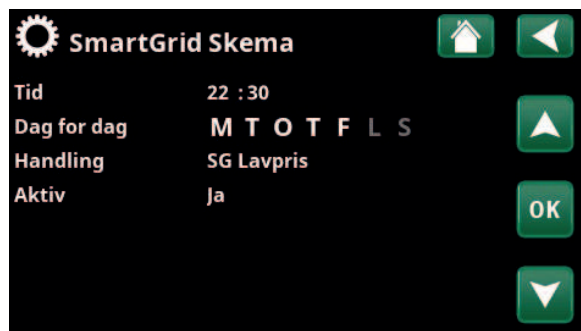 SmartGrid Skema
Tid 22 :30
Dag for dag M T O T F L S
Handling SG Lavpris
Aktiv Ja
OK